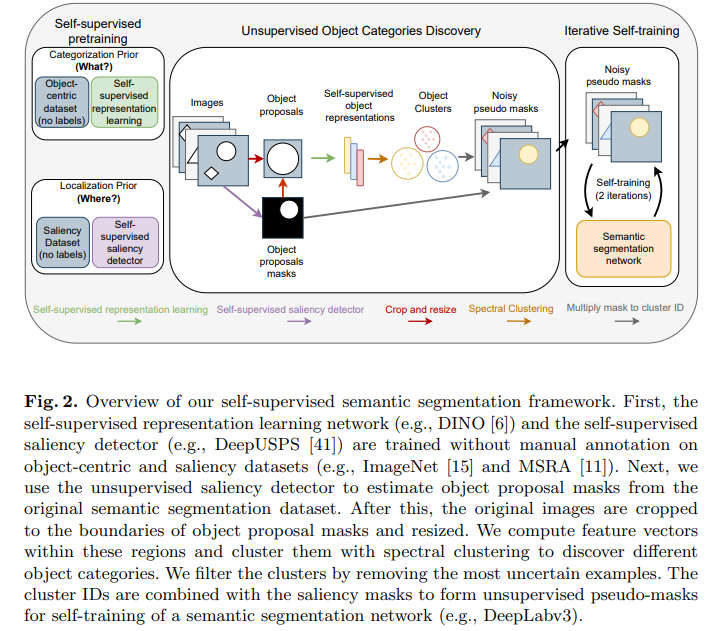 Self-supervised
pretraining
Categorization Prior
(What?)
Object-
centric
dataset
(no labels)
Self-
supervised
representation
learning
Localization Prior
(Where?)
Saliency
Dataset
(no labels)
Self-
supervised
saliency
detector
Unsupervised Object Categories Discovery
Images
Object
proposals
Self-supervised
object
representations
Object
Clusters
Noisy
pseudo masks
Object
proposals
masks
Iterative Self-training
Noisy
pseudo masks
Self-training
(2 iterations)
Semantic
segmentation
network
Self-supervised representation learning
Self-supervised saliency detector
Crop and resize
Spectral Clustering
Multiply mask to cluster ID
Fig. 2. Overview of our self-supervised semantic segmentation framework. First, the
self-supervised representation learning network (e.g., DINO [6]) and the self-supervised
saliency detector (e.g., DeepUSPS [41]) are trained without manual annotation on
object-centric and saliency datasets (e.g., ImageNet [15] and MSRA [11]). Next, we
use the unsupervised saliency detector to estimate object proposal masks from the
original semantic segmentation dataset. After this, the original images are cropped
to the boundaries of object proposal masks and resized. We compute feature vectors
within these regions and cluster them with spectral clustering to discover different
object categories. We filter the clusters by removing the most uncertain examples. The
cluster IDs are combined with the saliency masks to form unsupervised pseudo-masks
for self-training of a semantic segmentation network (e.g., DeepLabv3).